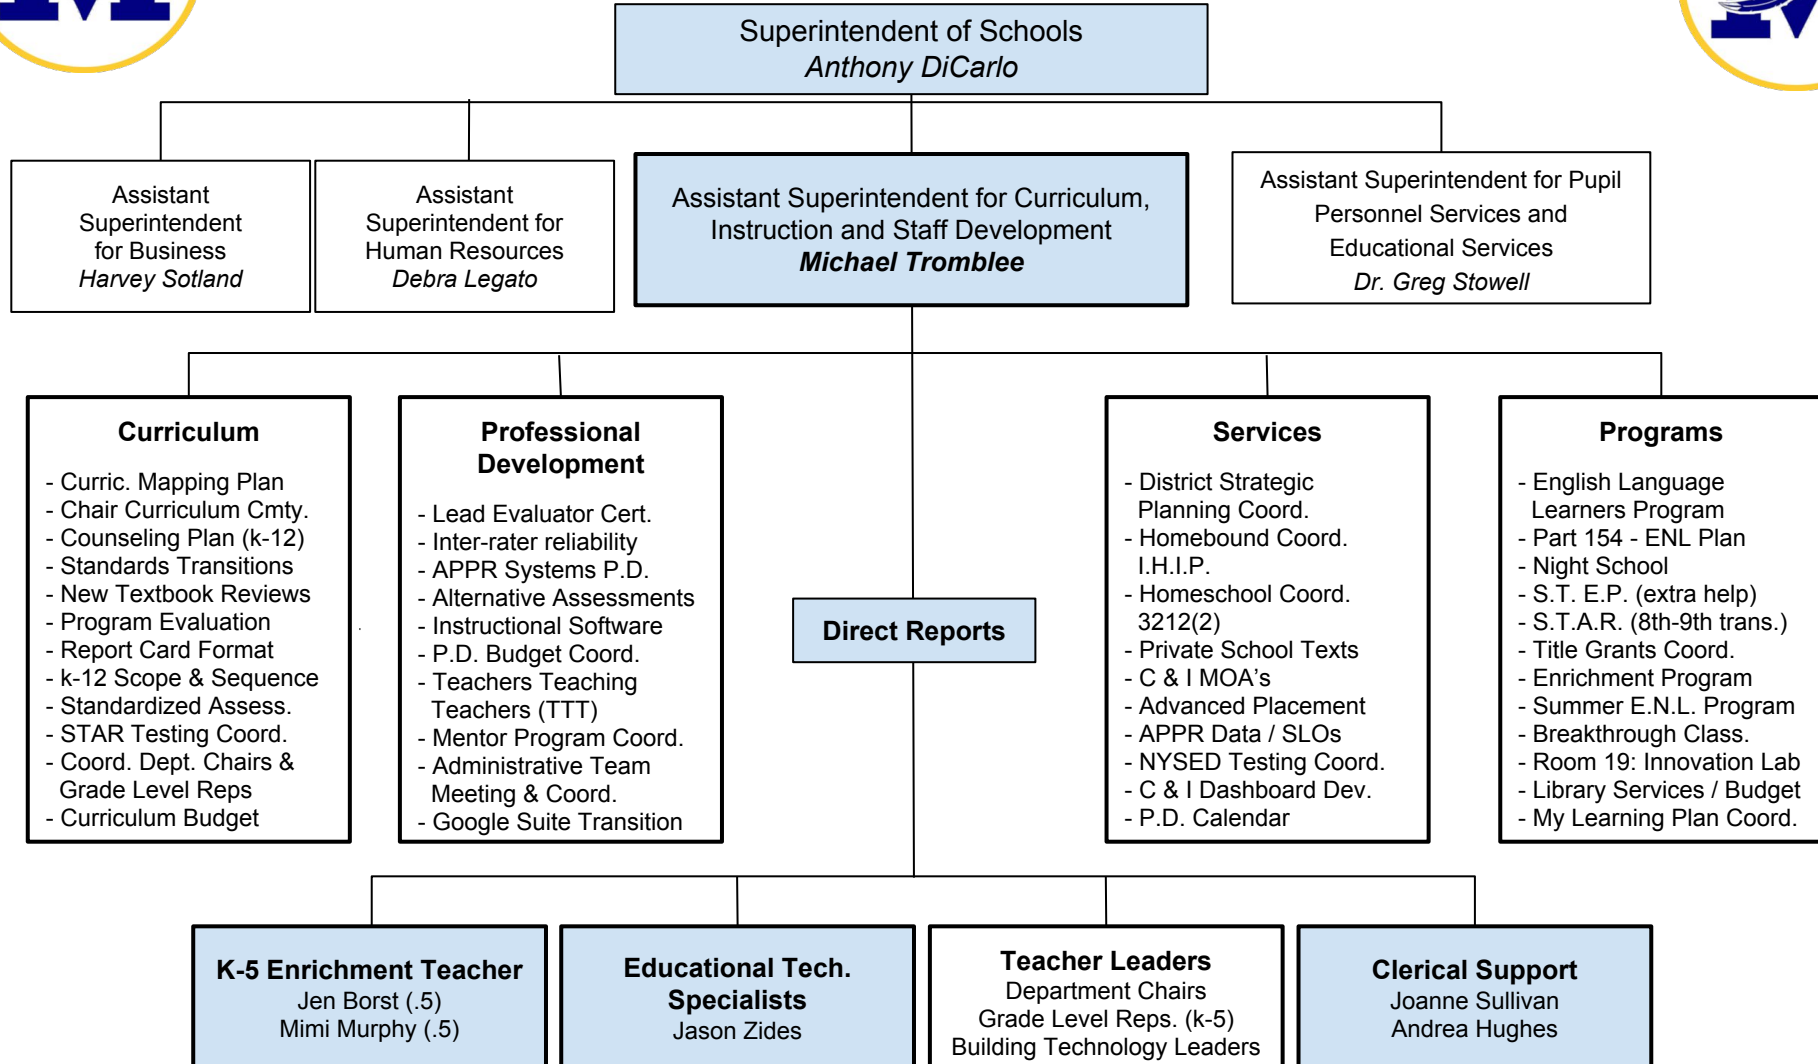 M
M
Superintendent of Schools
Anthony DiCarlo
Assistant
Superintendent
for Business
Harvey Sotland
Assistant
Superintendent for
Human Resources
Debra Legato
Assistant Superintendent for Curriculum,
Instruction and Staff Development
Michael Tromblee
Assistant Superintendent for Pupil
Personnel Services and
Educational Services
Dr. Greg Stowell
Curriculum
- Curric. Mapping Plan
- Chair Curriculum Cmty.
- Counseling Plan (k-12)
- Standards Transitions
- New Textbook Reviews
- Program Evaluation
- Report Card Format
- k-12 Scope & Sequence
- Standardized Assess.
- STAR Testing Coord.
- Coord. Dept. Chairs &
Grade Level Reps
- Curriculum Budget
Professional
Development
- Lead Evaluator Cert.
- Inter-rater reliability
- APPR Systems P.D.
- Alternative Assessments
- Instructional Software
- P.D. Budget Coord.
- Teachers Teaching
Teachers (TTT)
- Mentor Program Coord.
- Administrative Team
Meeting & Coord.
- Google Suite Transition
Direct Reports
Services
- District Strategic
Planning Coord.
- Homebound Coord.
I.H.I.P.
- Homeschool Coord.
3212(2)
- Private School Texts
- C & I MOA's
- Advanced Placement
- APPR Data / SLOs
- NYSED Testing Coord.
- C & I Dashboard Dev.
- P.D. Calendar
Programs
- English Language
Learners Program
- Part 154 - ENL Plan
- Night School
- S.T. E.P. (extra help)
- S.T.A.R. (8th-9th trans.)
- Title Grants Coord.
- Enrichment Program
- Summer E.N.L. Program
- Breakthrough Class.
- Room 19: Innovation Lab
- Library Services / Budget
- My Learning Plan Coord.
K-5 Enrichment Teacher
Jen Borst (.5)
Mimi Murphy (.5)
Educational Tech.
Specialists
Jason Zides
Teacher Leaders
Department Chairs
Grade Level Reps. (k-5)
Building Technology Leaders
Clerical Support
Joanne Sullivan
Andrea Hughes